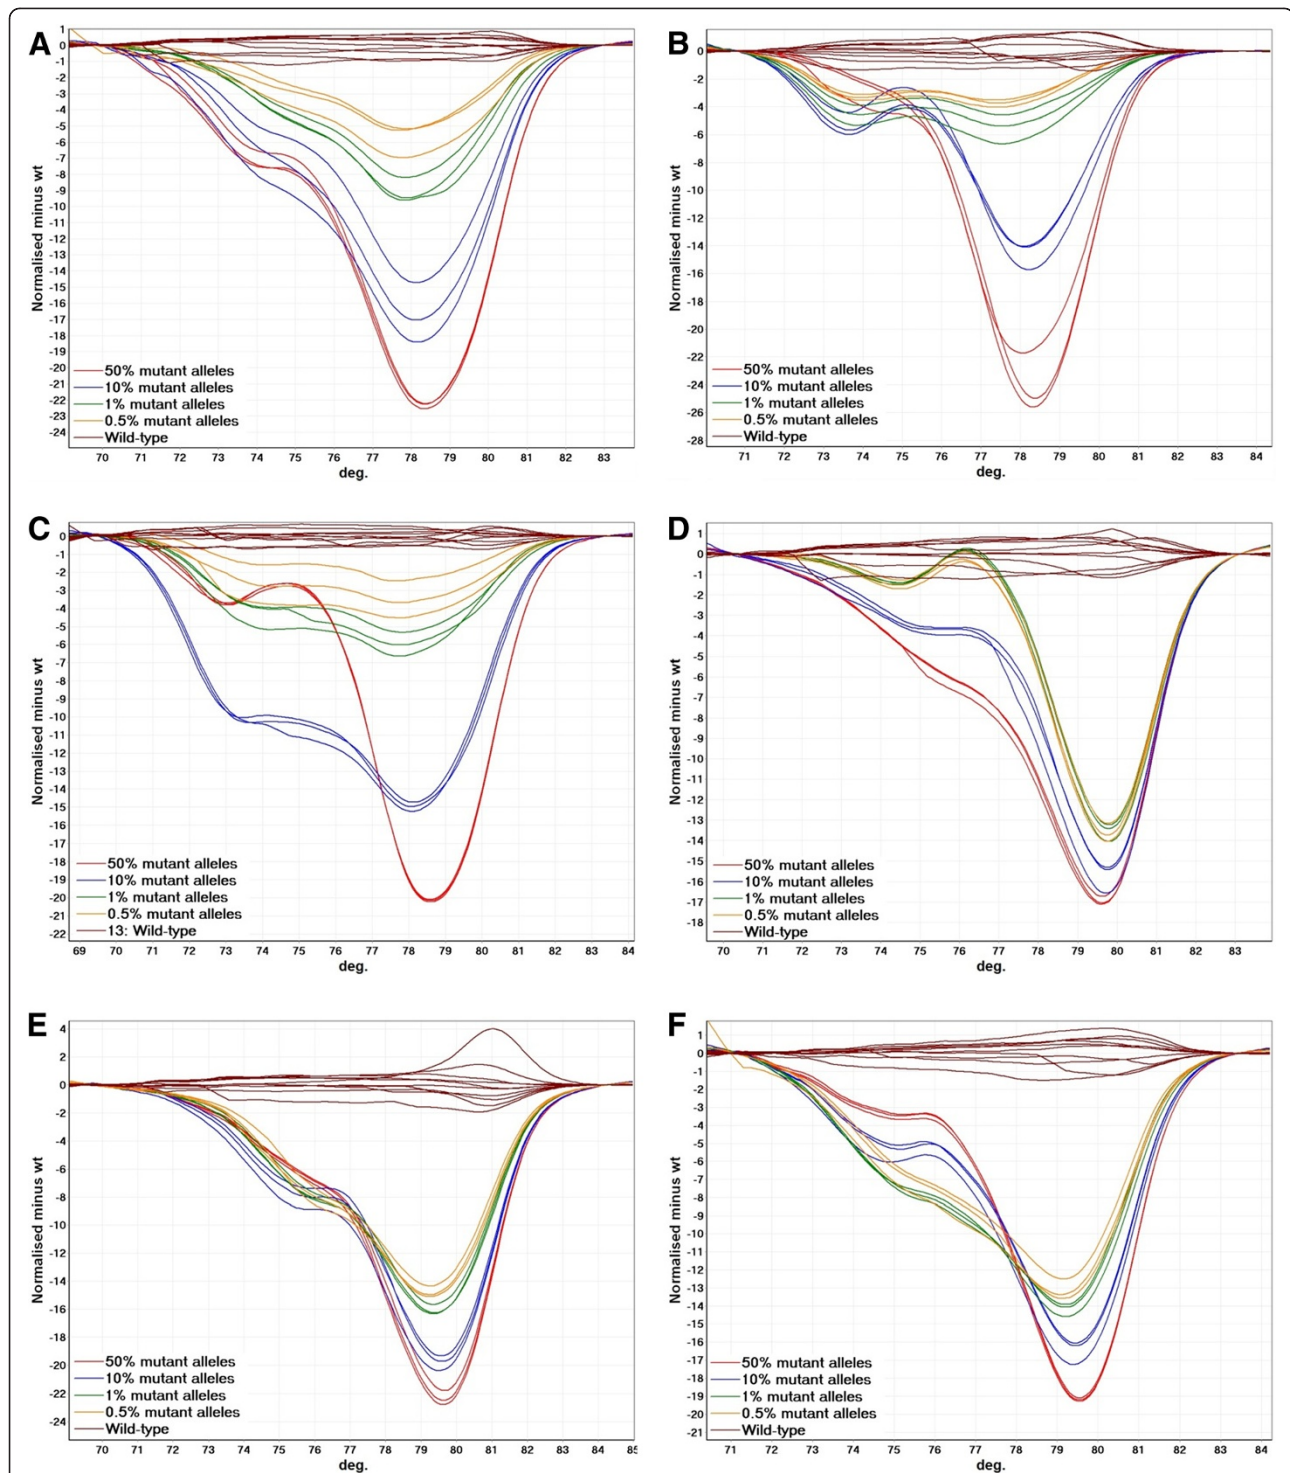 A
1
0
-1
-2
-3
-4
-5
-6
-7
-8
-9
-10
-11
-12
-13
-14
-15
-16
-17
-18
-19
-20
-21
-22
-23
-24
Normalised minus wt
50% mutant alleles
10% mutant alleles
1% mutant alleles
0.5% mutant alleles
Wild-type
70 71 72 73 74 75 76 77 78 79 80 81 82 83
deg.
B
0
-2
-4
-6
-8
-10
-12
-14
-16
-18
-20
-22
-24
-26
-28
Normalised minus wt
50% mutant alleles
10% mutant alleles
1% mutant alleles
0.5% mutant alleles
Wild-type
71 72 73 74 75 76 77 78 79 80 81 82 83 84
deg.
C
0
-1
-2
-3
-4
-5
-6
-7
-8
-9
-10
-11
-12
-13
-14
-15
-16
-17
-18
-19
-20
-21
-22
Normalised minus wt
50% mutant alleles
10% mutant alleles
1% mutant alleles
0.5% mutant alleles
13: Wild-type
69 70 71 72 73 74 75 76 77 78 79 80 81 82 83 84
deg.
D
1
0
-1
-2
-3
-4
-5
-6
-7
-8
-9
-10
-11
-12
-13
-14
-15
-16
-17
-18
Normalised minus wt
50% mutant alleles
10% mutant alleles
1% mutant alleles
0.5% mutant alleles
Wild-type
70 71 72 73 74 75 76 77 78 79 80 81 82 83
deg.
E
4
2
0
-2
-4
-6
-8
-10
-12
-14
-16
-18
-20
-22
-24
Normalised minus wt
50% mutant alleles
10% mutant alleles
1% mutant alleles
0.5% mutant alleles
Wild-type
70 71 72 73 74 75 76 77 78 79 80 81 82 83 84
deg.
F
1
0
-1
-2
-3
-4
-5
-6
-7
-8
-9
-10
-11
-12
-13
-14
-15
-16
-17
-18
-19
-20
-21
Normalised minus wt
50% mutant alleles
10% mutant alleles
1% mutant alleles
0.5% mutant alleles
Wild-type
71 72 73 74 75 76 77 78 79 80 81 82 83 84
deg.